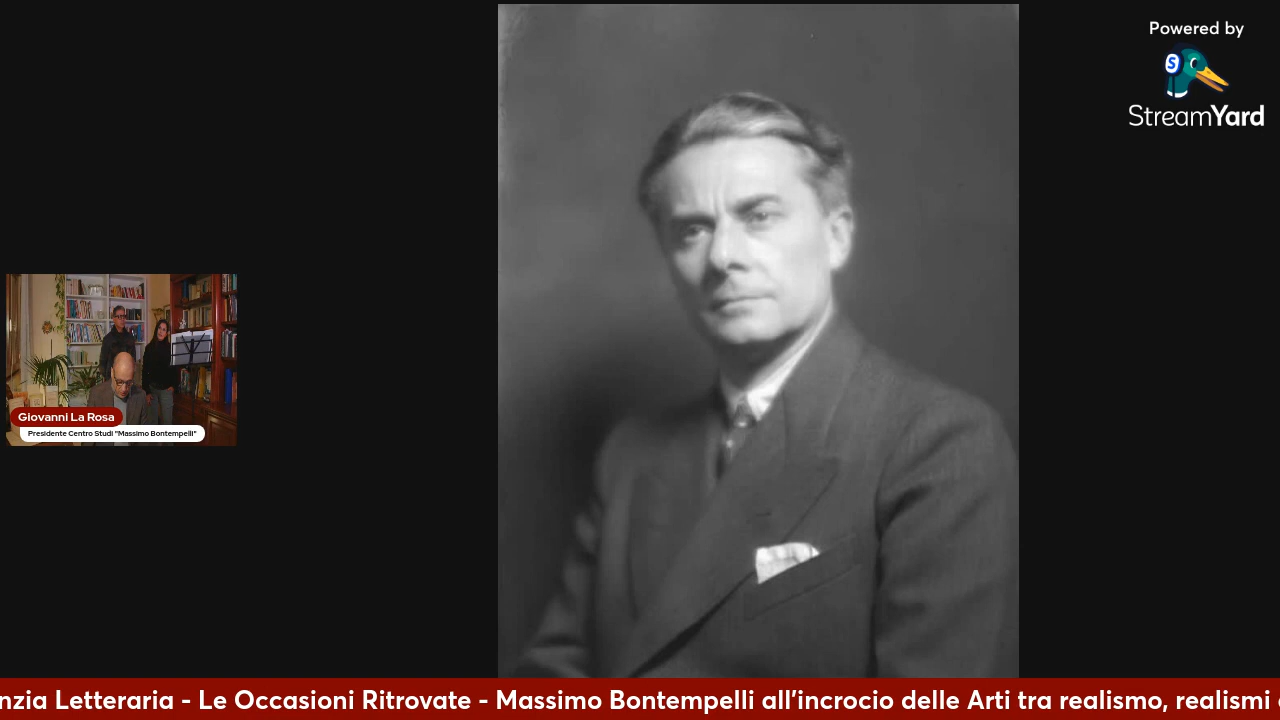 Powered by
S
StreamYard
Giovanni La Rosa
Presidente Centro Studi "Massimo Bontempelli"
nzia Letteraria - Le Occasioni Ritrovate - Massimo Bontempelli all'incrocio delle Arti tra realismo, realismi